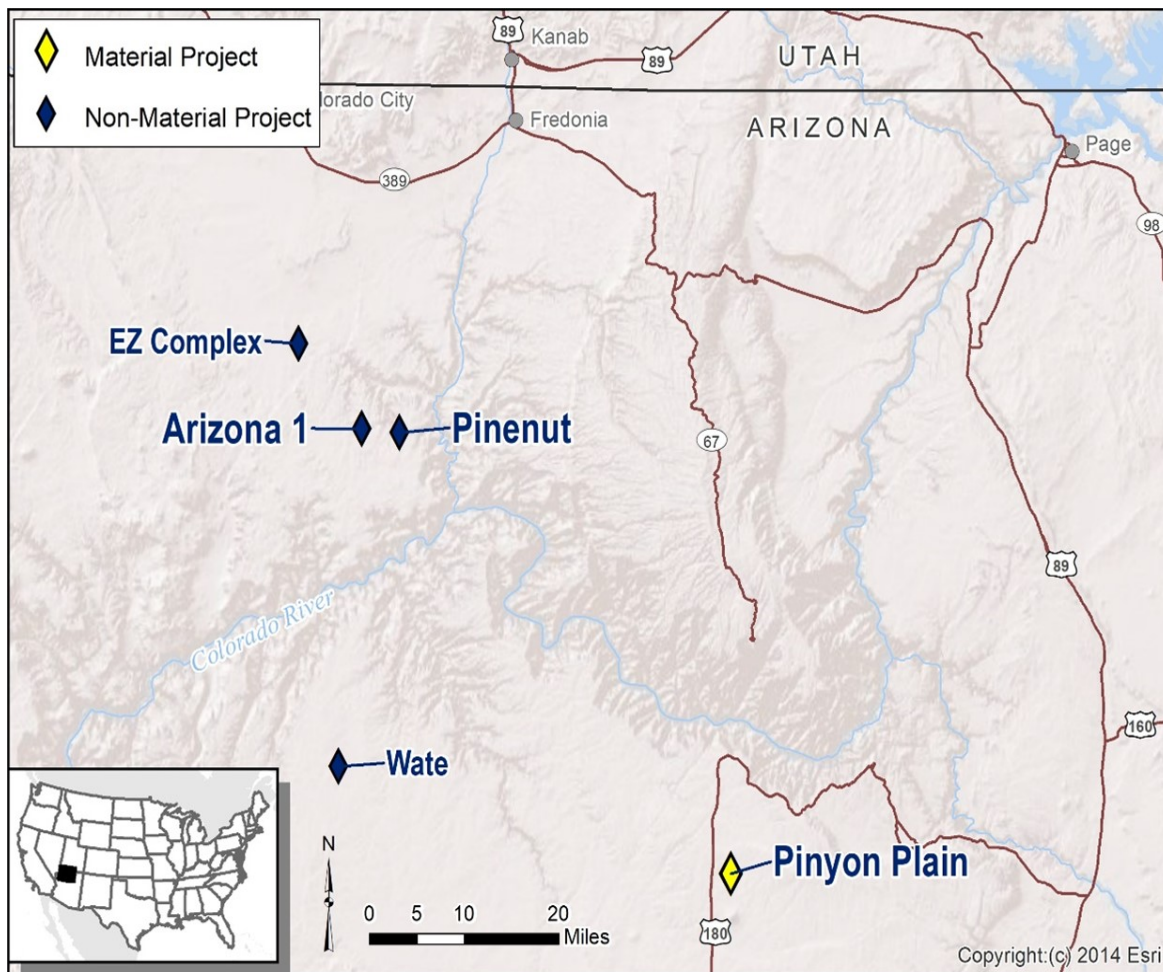 Material Project
Non-Material Project
89
Kanab
89
UTAH
ARIZONA
olorado City
Fredonia
389
Page
98
EZ Complex
Arizona 1
Pinenut
67
89
Colorado River
160
Wate
Pinyon Plain
180
N
0 5 10 20
Miles
Copyright:(c) 2014 Esri